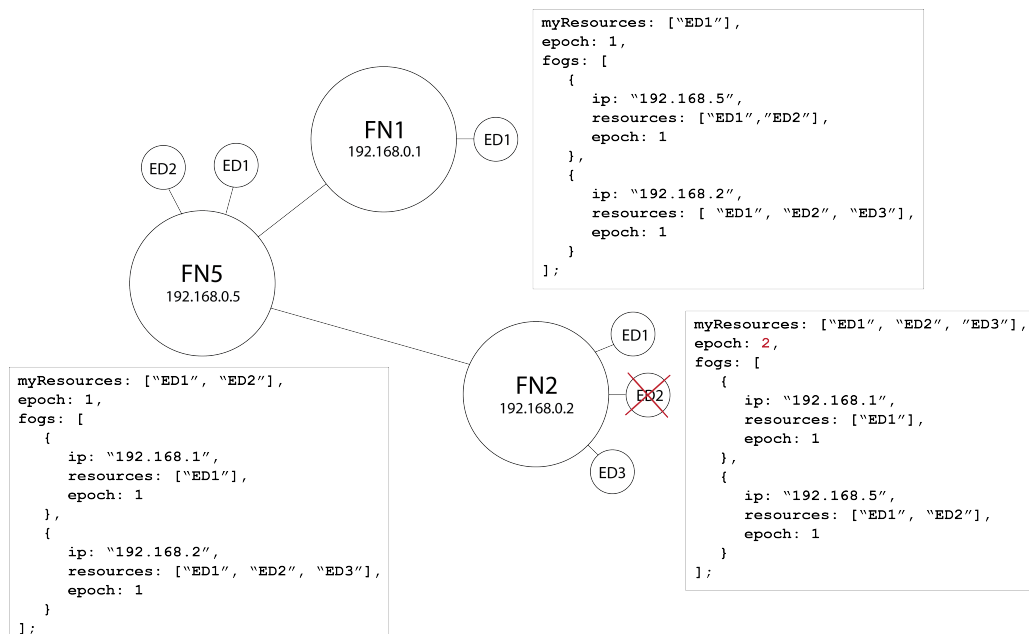 myResources: [“ED1”],
epoch: 1,
fogs: [
{
ip: “192.168.5”,
resources: [“ED1”,”ED2”],
epoch: 1
},
{
ip: “192.168.2”,
resources: [ “ED1”, “ED2”, “ED3”],
epoch: 1
}
];
FN1
192.168.0.1
ED1
ED2
ED1
FN5
192.168.0.5
FN2
192.168.0.2
ED1
ED2
ED3
myResources: [“ED1”, “ED2”, ”ED3”],
epoch: 2,
fogs: [
{
ip: “192.168.1”,
resources: [“ED1”],
epoch: 1
},
{
ip: “192.168.5”,
resources: [“ED1”, “ED2”],
epoch: 1
}
];
myResources: [“ED1”, “ED2”],
epoch: 1,
fogs: [
{
ip: “192.168.1”,
resources: [“ED1”],
epoch: 1
},
{
ip: “192.168.2”,
resources: [“ED1”, “ED2”, “ED3”],
epoch: 1
}
];